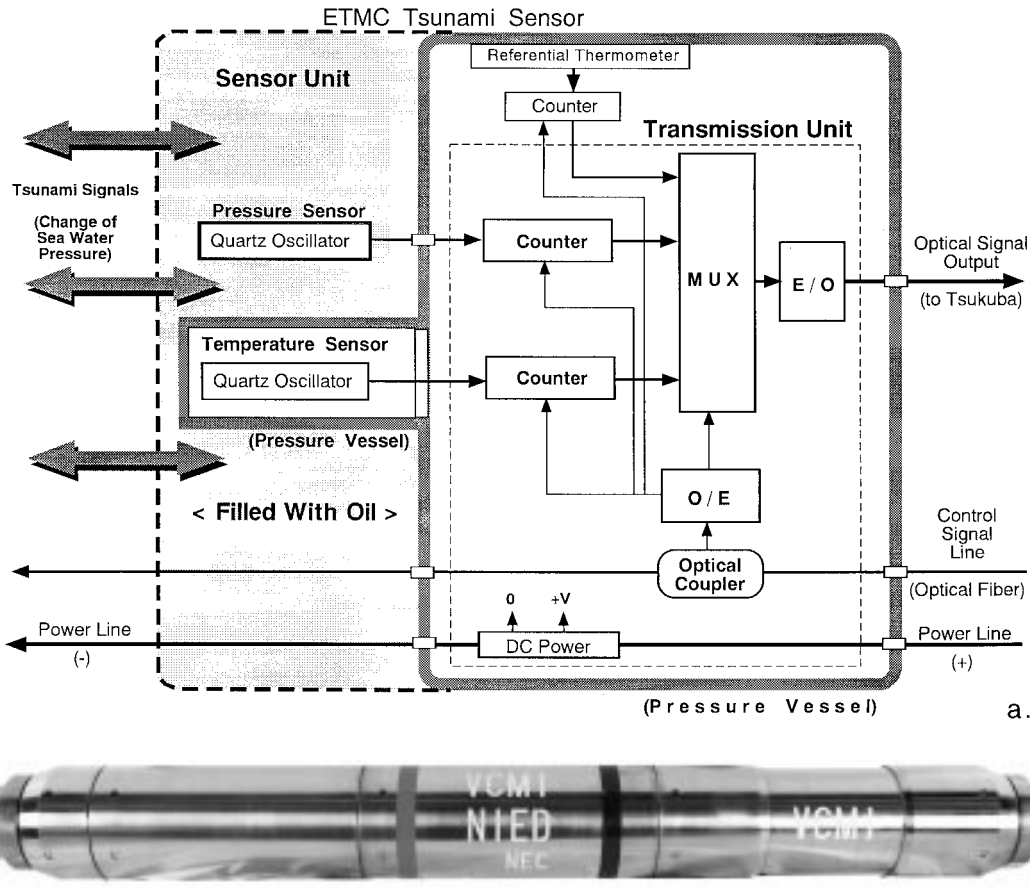 ETMC Tsunami Sensor
Referential Thermometer
Sensor Unit
Counter
Transmission Unit
Tsunami Signals
(Change of
Sea Water
Pressure)
Pressure Sensor
Quartz Oscillator
Counter
MUX
E / O
Optical Signal
Output
(to Tsukuba)
Temperature Sensor
Quartz Oscillator
Counter
(Pressure Vessel)
O / E
< Filled With Oil >
Control
Signal
Line
Optical
Coupler
(Optical Fiber)
0 +V
Power Line
(-)
DC Power
Power Line
(+)
(Pressure Vessel)
a.
VCM1
NIED
NEC
VCM1